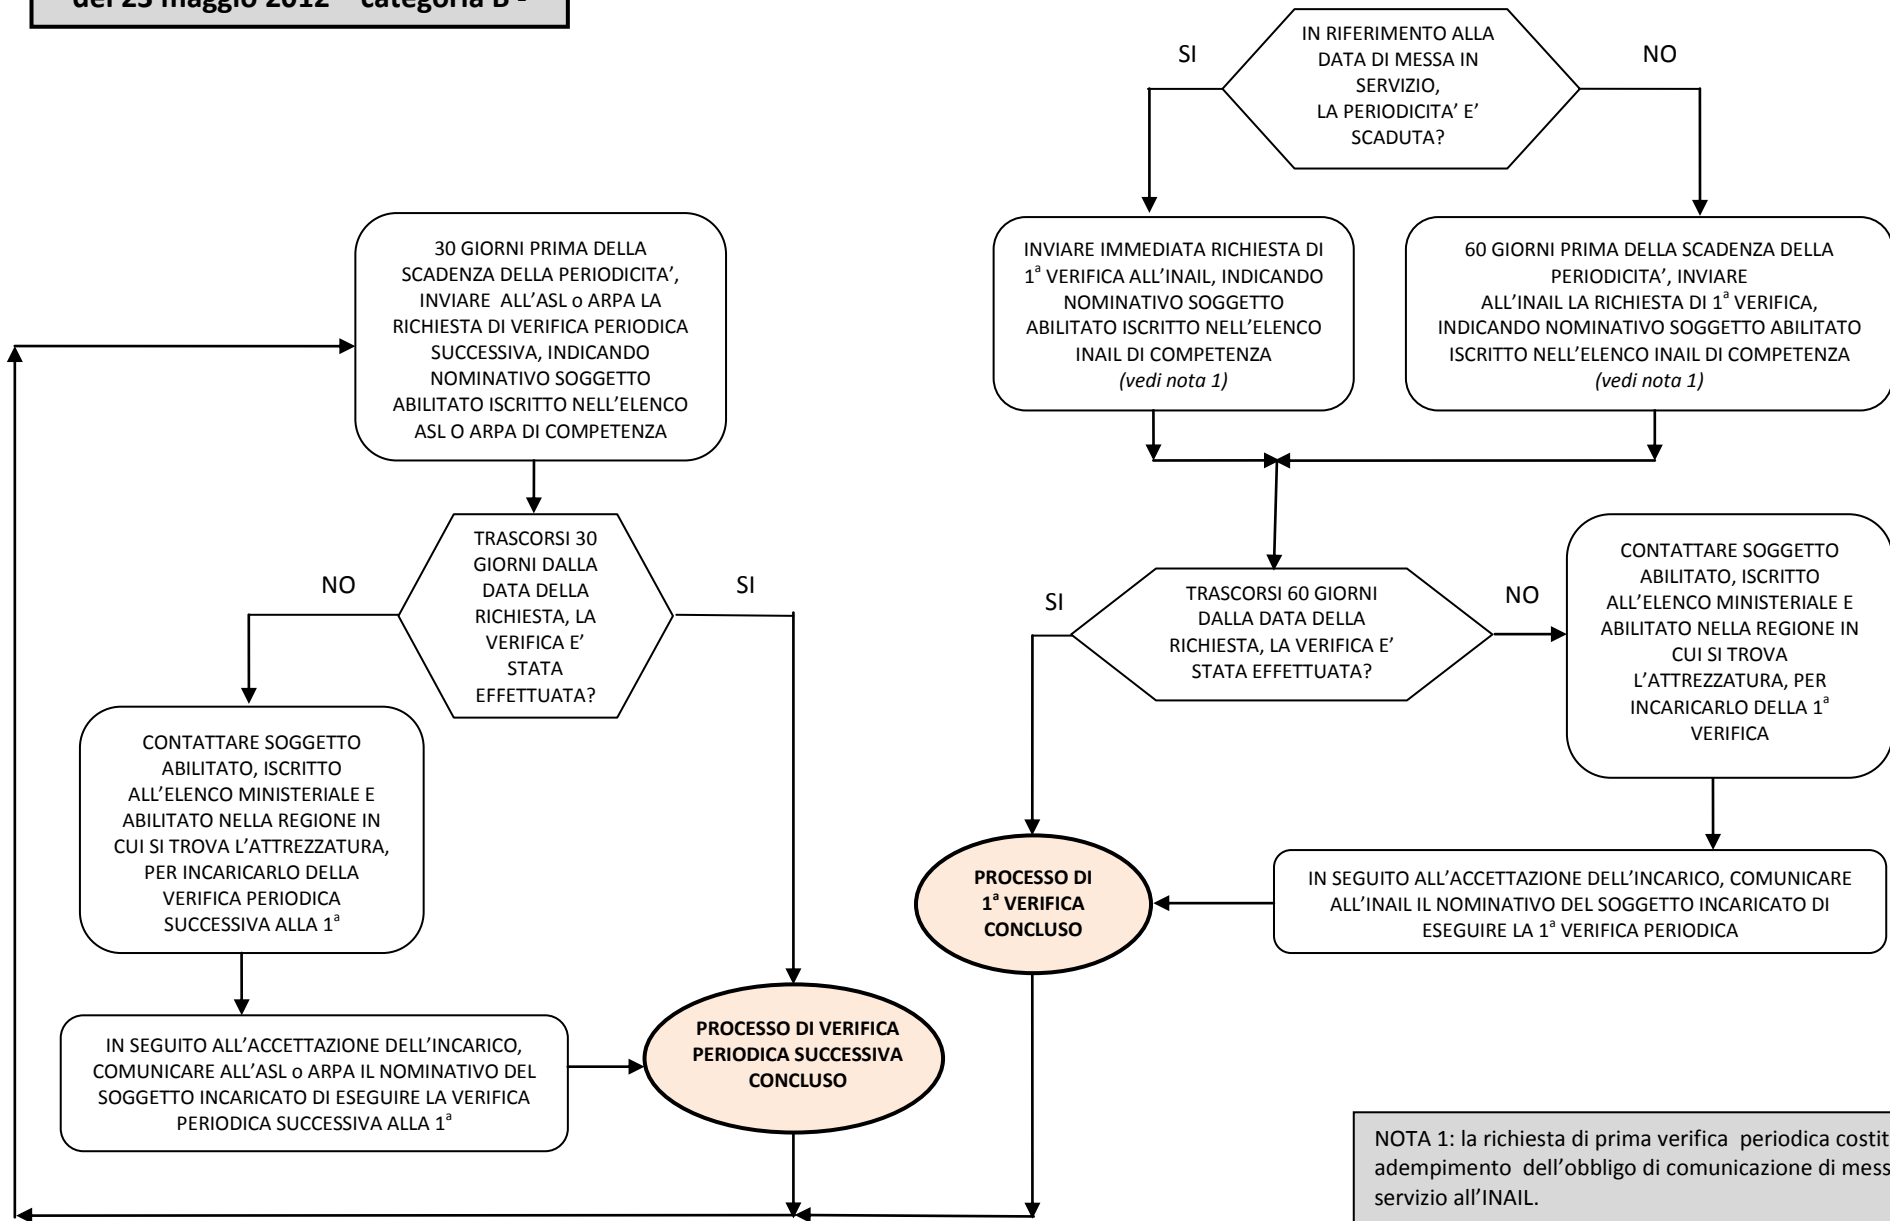 del 23 maggio 2012 – categoria B -
IN RIFERIMENTO ALLA
DATA DI MESSA IN
SERVIZIO,
LA PERIODICITA’ E’
SCADUTA?
SI
NO
INVIARE IMMEDIATA RICHIESTA DI
1ª VERIFICA ALL’INAIL, INDICANDO
NOMINATIVO SOGGETTO
ABILITATO ISCRITTO NELL’ELENCO
INAIL DI COMPETENZA
(vedi nota 1)
60 GIORNI PRIMA DELLA SCADENZA DELLA
PERIODICITA’, INVIARE
ALL’INAIL LA RICHIESTA DI 1ª VERIFICA,
INDICANDO NOMINATIVO SOGGETTO ABILITATO
ISCRITTO NELL’ELENCO INAIL DI COMPETENZA
(vedi nota 1)
30 GIORNI PRIMA DELLA
SCADENZA DELLA PERIODICITA’,
INVIARE ALL’ASL o ARPA LA
RICHIESTA DI VERIFICA PERIODICA
SUCCESSIVA, INDICANDO
NOMINATIVO SOGGETTO
ABILITATO ISCRITTO NELL’ELENCO
ASL O ARPA DI COMPETENZA
TRASCORSI 30
GIORNI DALLA
DATA DELLA
RICHIESTA, LA
VERIFICA E’
STATA
EFFETTUATA?
NO
SI
TRASCORSI 60 GIORNI
DALLA DATA DELLA
RICHIESTA, LA VERIFICA E’
STATA EFFETTUATA?
SI
NO
CONTATTARE SOGGETTO
ABILITATO, ISCRITTO
ALL’ELENCO MINISTERIALE E
ABILITATO NELLA REGIONE IN
CUI SI TROVA
L’ATTREZZATURA, PER
INCARICARLO DELLA 1ª
VERIFICA
CONTATTARE SOGGETTO
ABILITATO, ISCRITTO
ALL’ELENCO MINISTERIALE E
ABILITATO NELLA REGIONE IN
CUI SI TROVA L’ATTREZZATURA,
PER INCARICARLO DELLA
VERIFICA PERIODICA
SUCCESSIVA ALLA 1ª
PROCESSO DI
1ª VERIFICA
CONCLUSO
IN SEGUITO ALL’ACCETTAZIONE DELL’INCARICO, COMUNICARE
ALL’INAIL IL NOMINATIVO DEL SOGGETTO INCARICATO DI
ESEGUIRE LA 1ª VERIFICA PERIODICA
IN SEGUITO ALL’ACCETTAZIONE DELL’INCARICO,
COMUNICARE ALL’ASL o ARPA IL NOMINATIVO DEL
SOGGETTO INCARICATO DI ESEGUIRE LA VERIFICA
PERIODICA SUCCESSIVA ALLA 1ª
PROCESSO DI VERIFICA
PERIODICA SUCCESSIVA
CONCLUSO
NOTA 1: la richiesta di prima verifica periodica costit
adempimento dell’obbligo di comunicazione di mess
servizio all’INAIL.